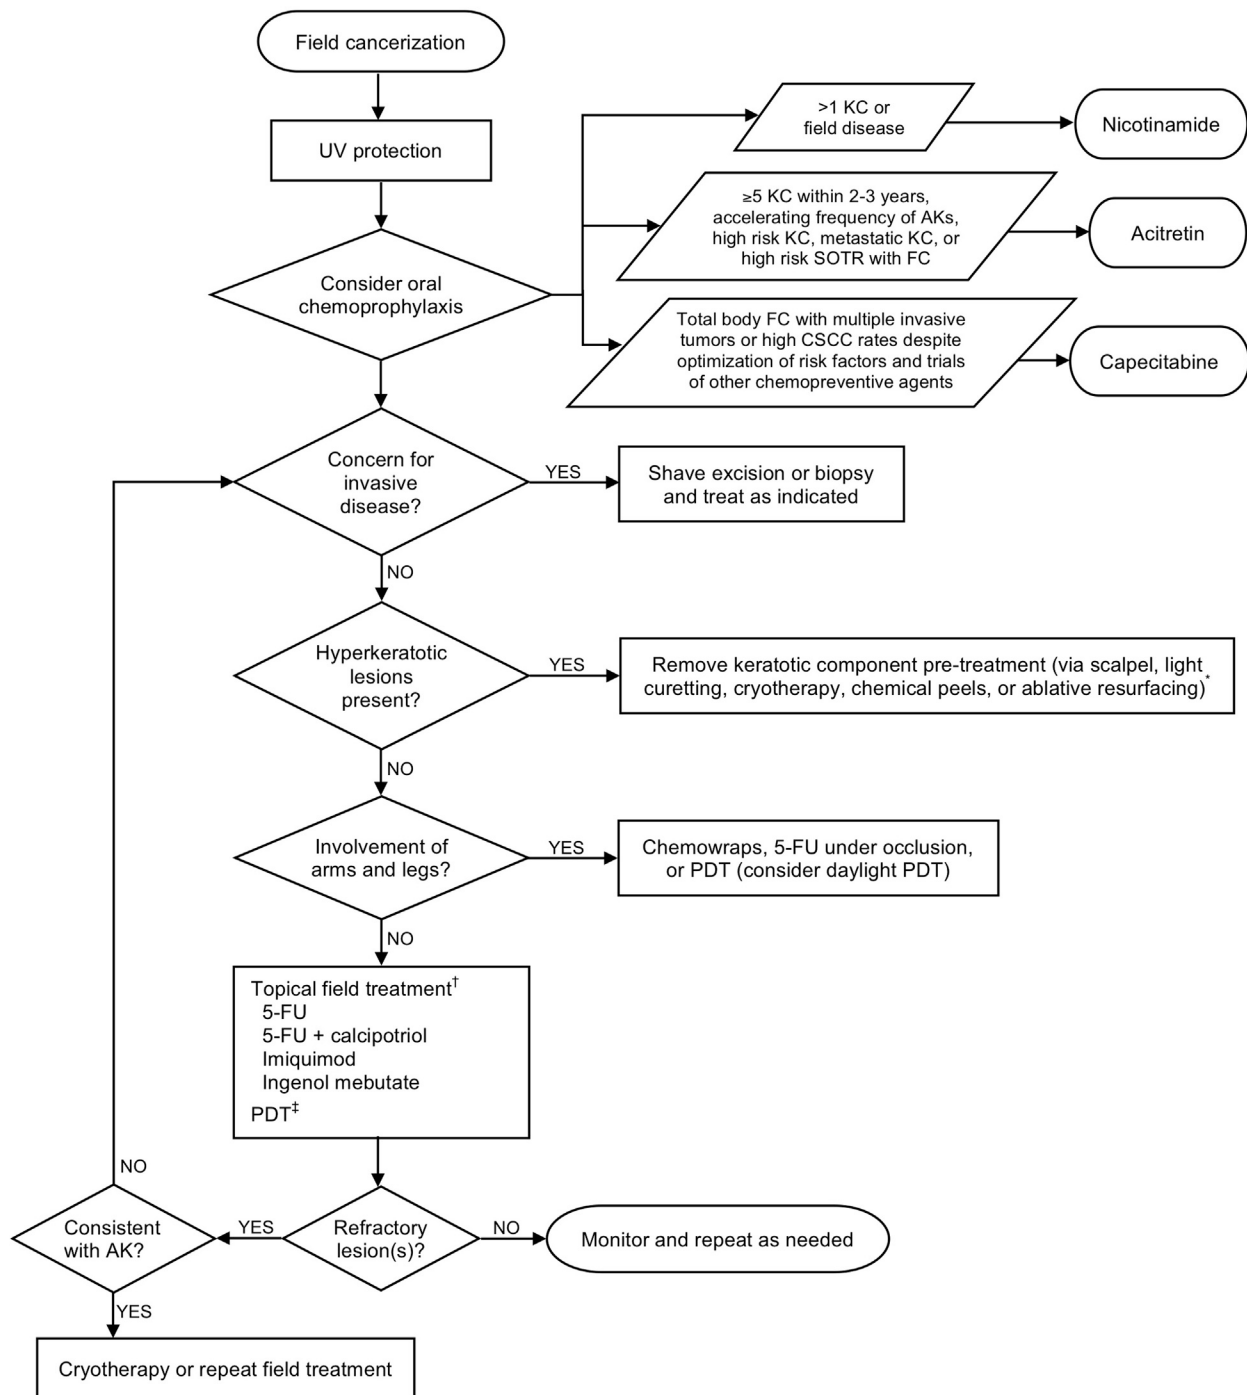 Field cancerization
UV protection
Consider oral
chemoprophylaxis
>1 KC or
field disease
Nicotinamide
≥5 KC within 2-3 years,
accelerating frequency of AKs,
high risk KC, metastatic KC, or
high risk SOTR with FC
Acitretin
Total body FC with multiple invasive
tumors or high CSCC rates despite
optimization of risk factors and trials
of other chemopreventive agents
Capecitabine
Concern for
invasive
disease?
YES
Shave excision or biopsy
and treat as indicated
NO
Hyperkeratotic
lesions
present?
YES
Remove keratotic component pre-treatment (via scalpel, light
curetting, cryotherapy, chemical peels, or ablative resurfacing)*
NO
Involvement of
arms and legs?
YES
Chemowraps, 5-FU under occlusion,
or PDT (consider daylight PDT)
NO
Topical field treatment†
5-FU
5-FU + calcipotriol
Imiquimod
Ingenol mebutate
PDT‡
Refractory
lesion(s)?
NO
Monitor and repeat as needed
YES
Consistent
with AK?
NO
YES
Cryotherapy or repeat field treatment